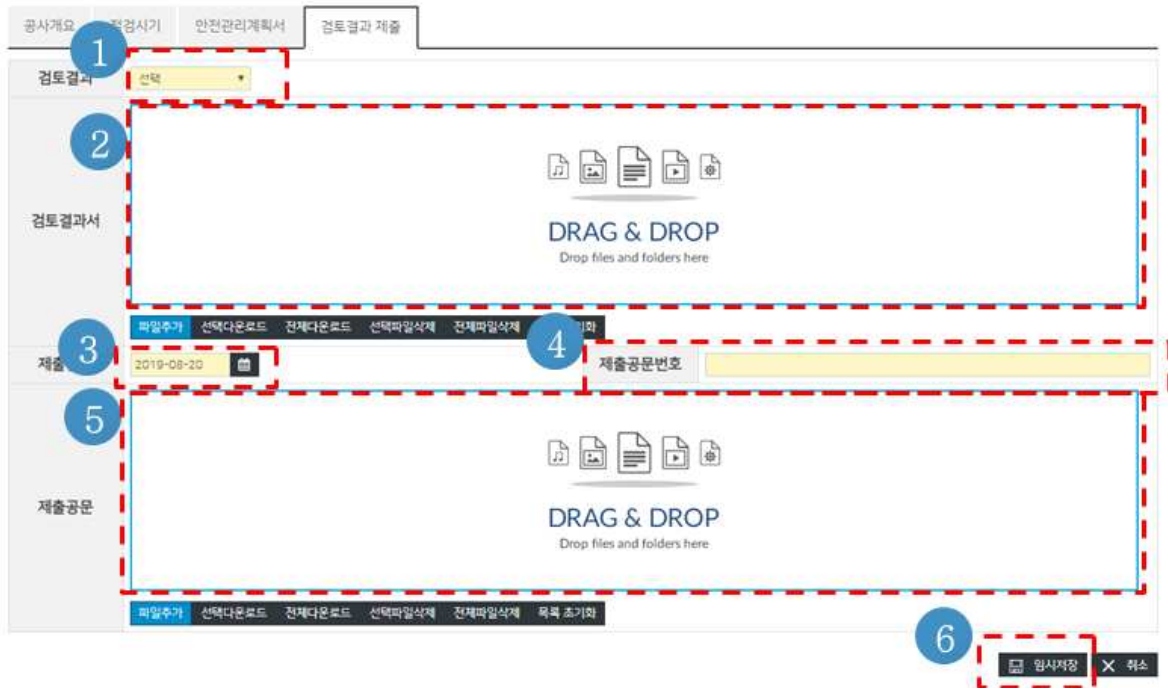 공사개요 점검시기 안전관리계획서 검토결과 제출
1
검토결과 선택
2
검토결과서
DRAG & DROP
Drop files and folders here
파일추가 선택다운로드 전체다운로드 선택파일삭제 전체파일삭제
3
제출 2019-08-20
4
제출공문번호
5
제출공문
DRAG & DROP
Drop files and folders here
파일추가 선택다운로드 전체다운로드 선택파일삭제 전체파일삭제 목록 초기화
6
임시저장 취소